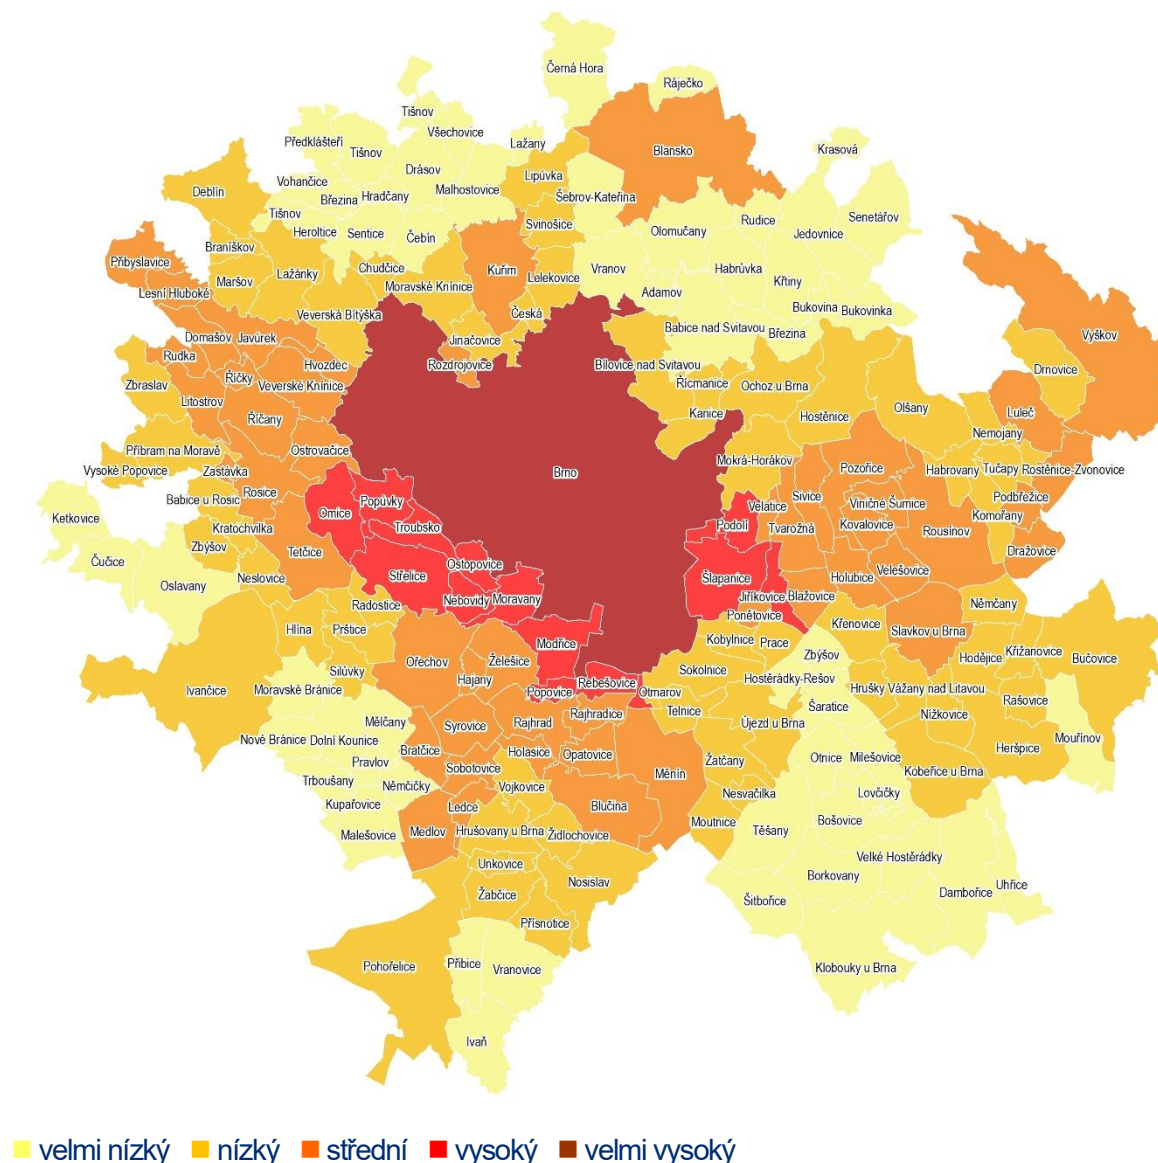 Černá Hora
Ráječko
Tišnov
Všechovice
Předklášteří
Tišnov
Lažany
Blansko
Krasová
Drásov
Lipůvka
Deblín
Vohančice
Březina
Hradčany
Malhostovice
Šebrov-Kateřina
Tišnov
Svinošice
Rudice
Senetářov
Heroltice
Sentice
Čebín
Olomučany
Jedovnice
Braníškov
Přibyslavice
Lažánky
Chudčice
Kuřim
Lelekovice
Vranov
Habrůvka
Křtiny
Maršov
Moravské Knínice
Adamov
Lesní Hluboké
Bukovina
Bukovinka
Veverská Bítýška
Česká
Babice nad Svitavou
Březina
Vyškov
Domašov
Javůrek
Jinačovice
Rudka
Hvozdec
Rozdrojovice
Bílovice nad Svitavou
Drnovice
Říčky
Zbraslav
Veverské Knínice
Řícmanice
Ochoz u Brna
Litostrov
Olšany
Luleč
Říčany
Kanice
Hostěnice
Nemojany
Příbram na Moravě
Ostrovačice
Mokrá-Horákov
Pozořice
Habrovany
Tučapy
Rostěnice-Zvonovice
Vysoké Popovice
Zastávka
Brno
Rosice
Babice u Rosic
Popůvky
Sivice
Viničné Šumice
Podbřežice
Ketkovice
Omice
Velatice
Komořany
Kratochvilka
Troubsko
Podolí
Tvarožná
Kovalovice
Rousínov
Zbýšov
Tetčice
Dražovice
Čučice
Ostopovice
Oslavany
Neslovice
Střelice
Šlapanice
Holubice
Velešovice
Nebovidy
Moravany
Jiříkovice
Blažovice
Radostice
Ponětovice
Němčany
Hlína
Prštice
Modřice
Kobylnice
Prace
Křenovice
Slavkov u Brna
Křižanovice
Zbýšov
Hodějice
Bučovice
Silůvky
Ořechov
Želešice
Sokolnice
Ivančice
Moravské Bránice
Hajany
Popovice
Rebešovice
Otmarov
Hostěrádky-Rešov
Hrušky
Vážany nad Litavou
Rašovice
Telnice
Šaratice
Mělčany
Syrovice
Rajhrad
Rajhradice
Újezd u Brna
Nížkovice
Mouřínov
Nové Bránice
Dolní Kounice
Bratčice
Holasice
Opatovice
Heršpice
Pravlov
Sobotovice
Žatčany
Otnice
Milešovice
Trboušany
Němčičky
Vojkovice
Měnín
Kobeřice u Brna
Kupařovice
Ledce
Blučina
Nesvačilka
Lovčičky
Malešovice
Medlov
Hrušovany u Brna
Židlochovice
Moutnice
Těšany
Bošovice
Unkovice
Velké Hostěrádky
Žabčice
Nosislav
Borkovany
Uhřice
Šitbořice
Dambořice
Přísnotice
Pohořelice
Přibice
Vranovice
Klobouky u Brna
Ivaň
velmi nízký nízký střední vysoký velmi vysoký